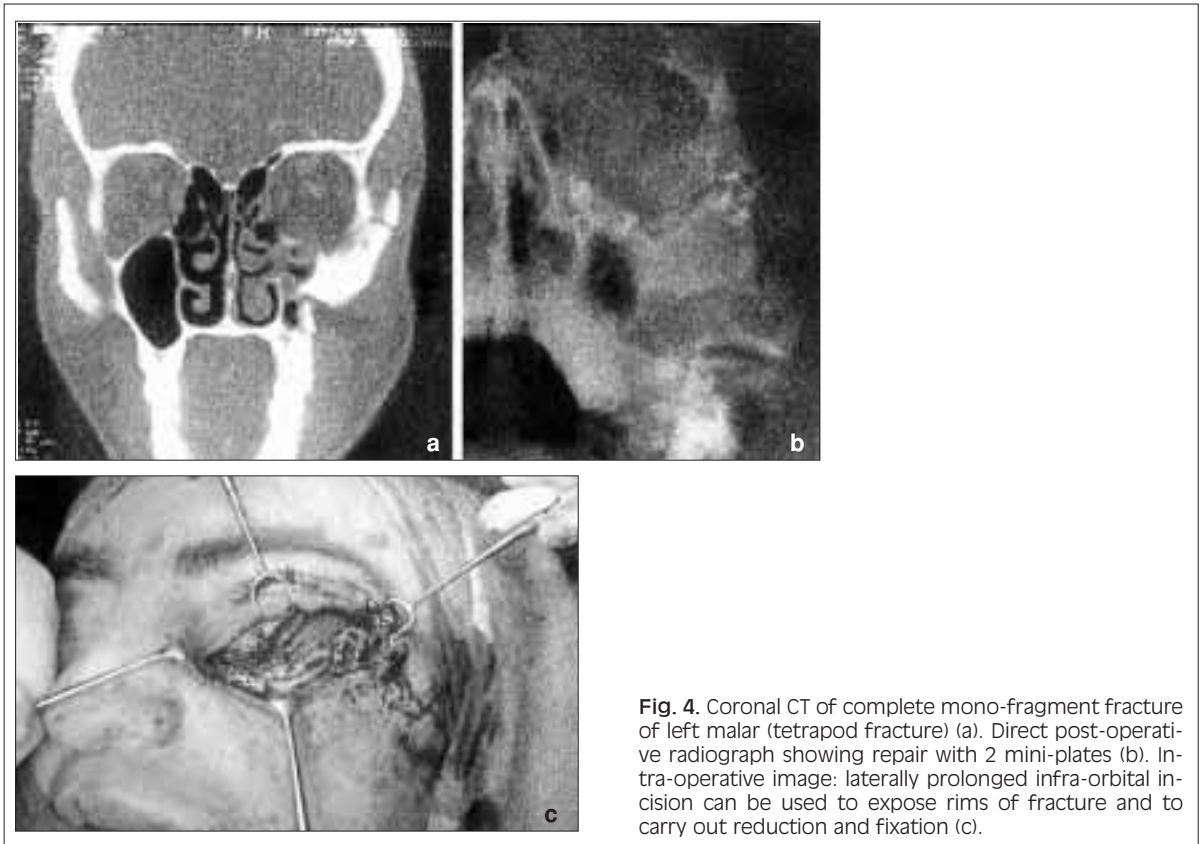 a
b
c
Fig. 4. Coronal CT of complete mono-fragment fracture
of left malar (tetrapod fracture) (a). Direct post-operati-
ve radiograph showing repair with 2 mini-plates (b). In-
tra-operative image: laterally prolonged infra-orbital in-
cision can be used to expose rims of fracture and to
carry out reduction and fixation (c).